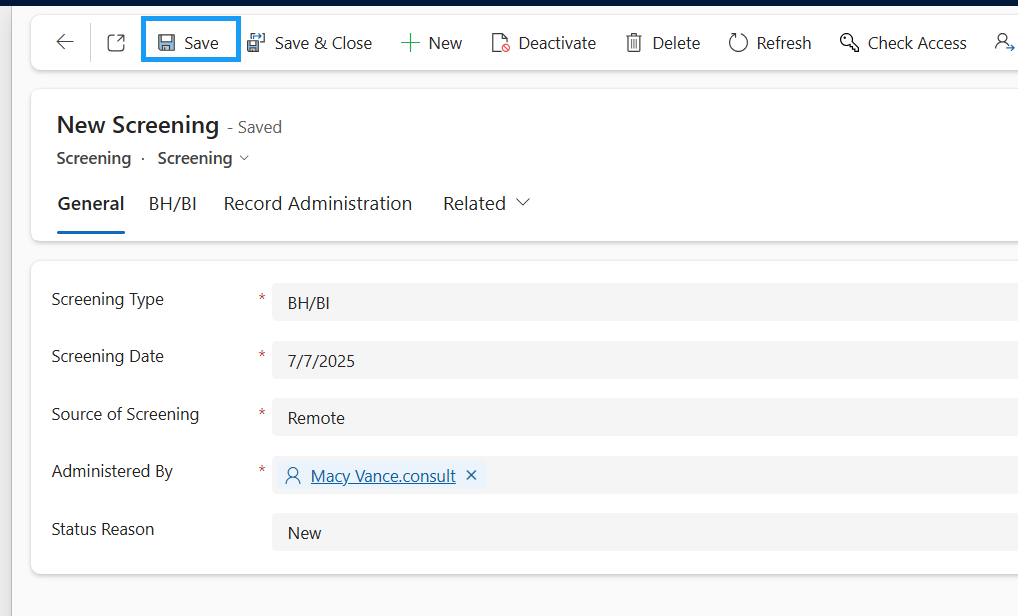 Save Save & Close New Deactivate Delete Refresh Check Access
New Screening - Saved
Screening · Screening
General BH/BI Record Administration Related
Screening Type * BH/BI
Screening Date * 7/7/2025
Source of Screening * Remote
Administered By * Macy Vance.consult
Status Reason New